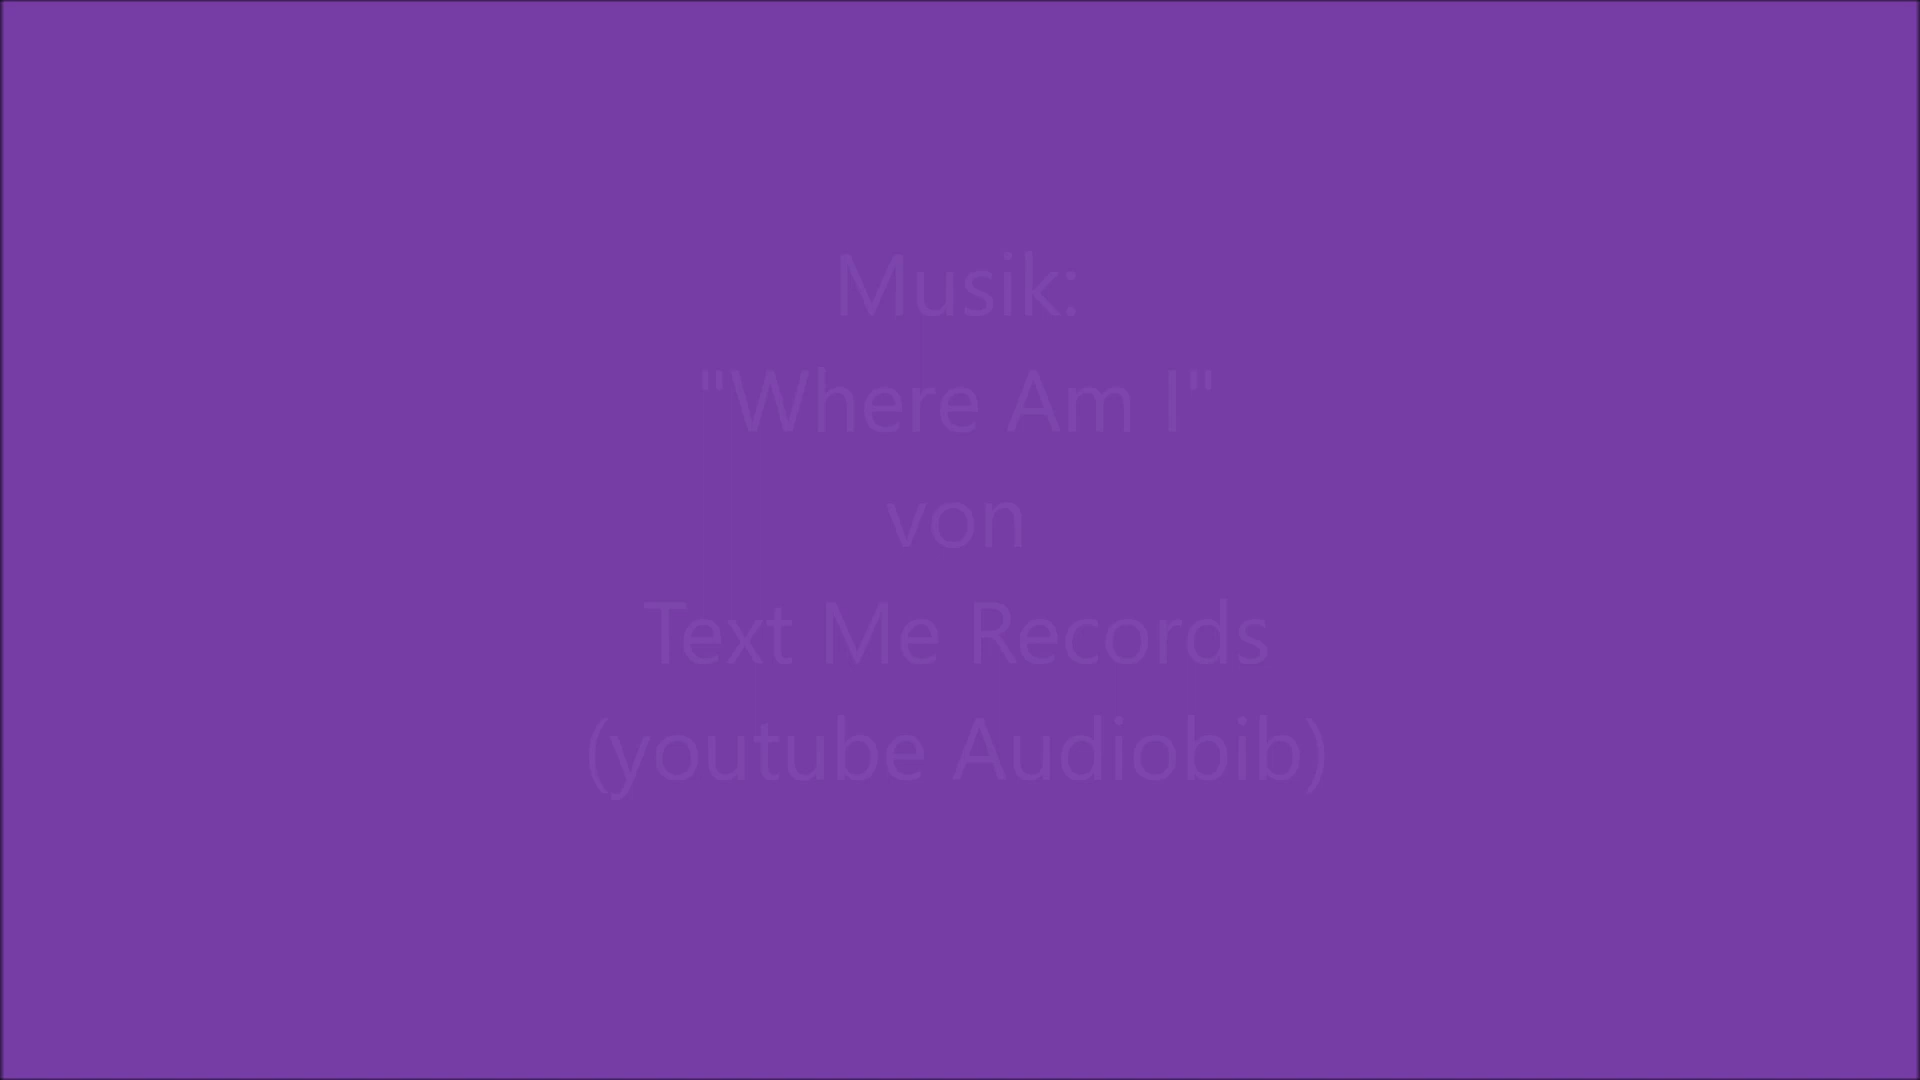 Musik:
"Where Am I"
von
Text Me Records
(youtube Audiobib)